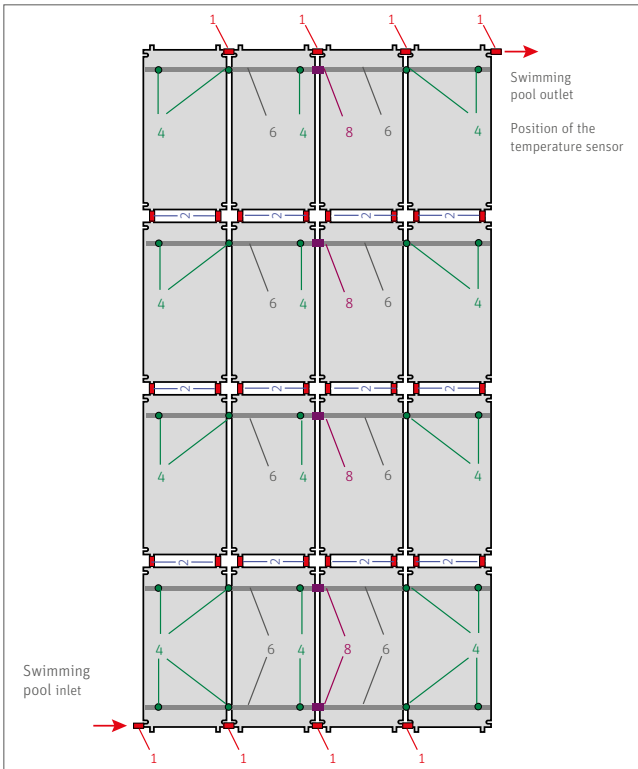 1 1 1 1
Swimming
pool outlet
4 6 4 8 6 4
Position of the
temperature sensor
2 2 2 2
4 6 4 8 6 4
2 2 2 2
4 6 4 8 6 4
2 2 2 2
4 6 4 8 6 4
Swimming
pool inlet
1 1 1 1